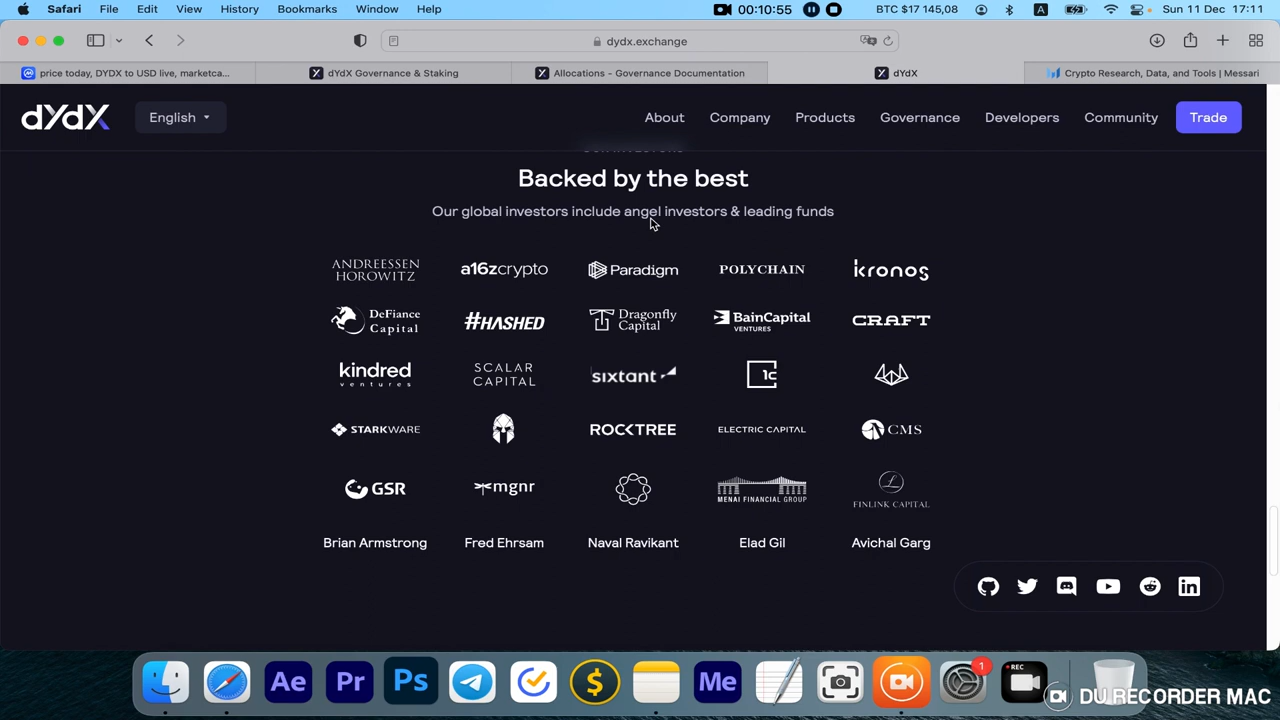 Safari File Edit View History Bookmarks Window Help 00:10:55 BTC $17 145,08 A Sun 11 Dec 17:11
dydx.exchange
price today, DYDX to USD live, marketca... dYdX Governance & Staking Allocations - Governance Documentation dYdX Crypto Research, Data, and Tools | Messari
dYdX English About Company Products Governance Developers Community Trade
Backed by the best
Our global investors include angel investors & leading funds
ANDREESSEN HOROWITZ a16zcrypto Paradigm POLYCHAIN kronos
DeFiance Capital #HASHED Dragonfly Capital BainCapital VENTURES CRAFT
kindred ventures SCALAR CAPITAL sixtant 1c
STARKWARE ROCKTREE ELECTRIC CAPITAL CMS
GSR mgnr MENAI FINANCIAL GROUP FINLINK CAPITAL
Brian Armstrong Fred Ehrsam Naval Ravikant Elad Gil Avichal Garg
Ae Pr Ps Me 1 REC
DU RECORDER MAC